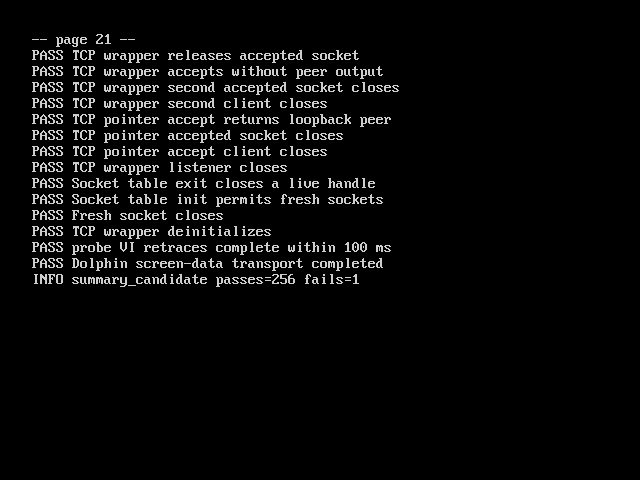 -- page 21 --
PASS TCP wrapper releases accepted socket
PASS TCP wrapper accepts without peer output
PASS TCP wrapper second accepted socket closes
PASS TCP wrapper second client closes
PASS TCP pointer accept returns loopback peer
PASS TCP pointer accepted socket closes
PASS TCP pointer accept client closes
PASS TCP wrapper listener closes
PASS Socket table exit closes a live handle
PASS Socket table init permits fresh sockets
PASS Fresh socket closes
PASS TCP wrapper deinitializes
PASS probe VI retraces complete within 100 ms
PASS Dolphin screen-data transport completed
INFO summary_candidate passes=256 fails=1